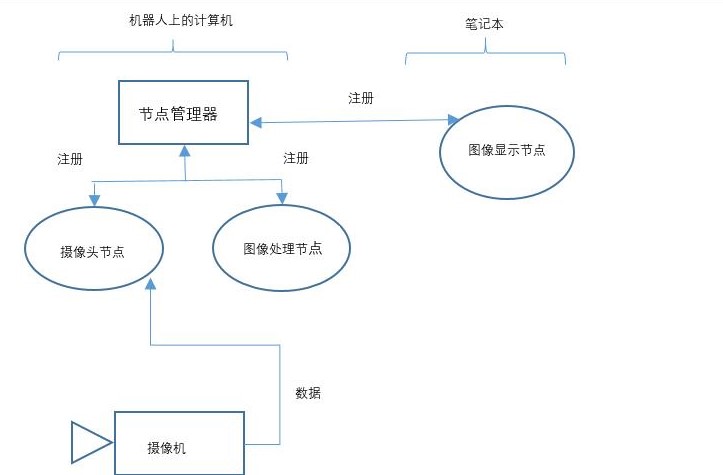 机器人上的计算机
笔记本
节点管理器
注册
图像显示节点
注册
注册
摄像头节点
图像处理节点
数据
摄像机